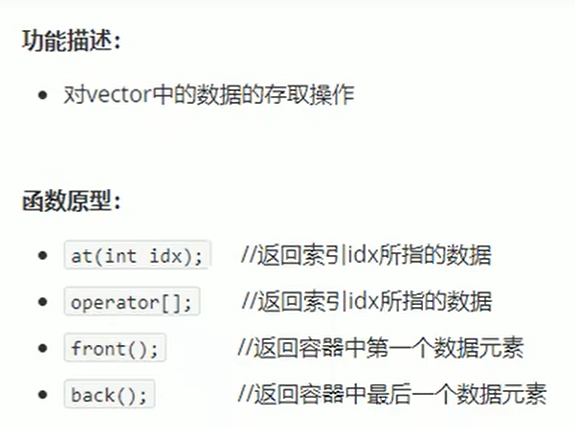 功能描述：
• 对vector中的数据的存取操作
函数原型：
• at(int idx); //返回索引idx所指的数据
• operator[]; //返回索引idx所指的数据
• front(); //返回容器中第一个数据元素
• back(); //返回容器中最后一个数据元素